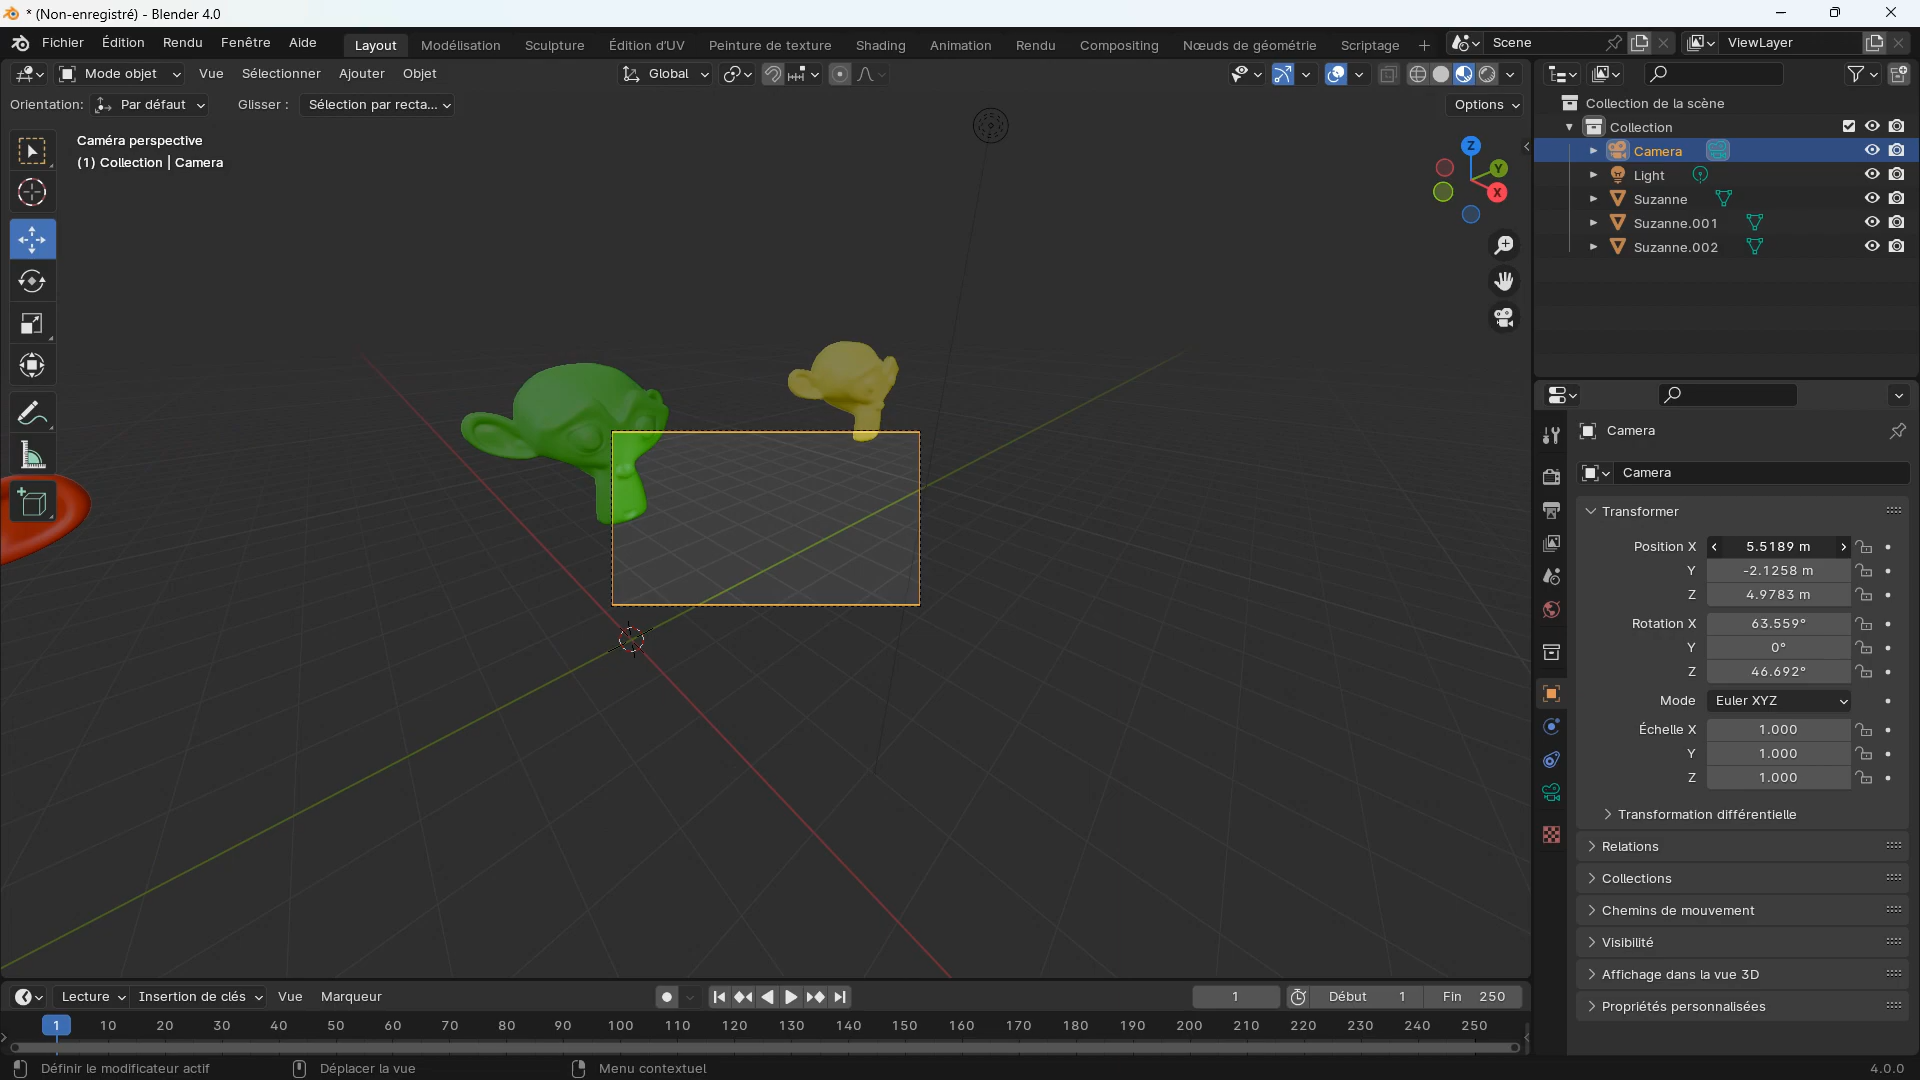 * (Non-enregistré) - Blender 4.0
Fichier Édition Rendu Fenêtre Aide Layout Modélisation Sculpture Édition d'UV Peinture de texture Shading Animation Rendu Compositing Nœuds de géométrie Scriptage + Scene ViewLayer
Mode objet Vue Sélectionner Ajouter Objet Global
Orientation: Par défaut Glisser : Sélection par recta... Options
Caméra perspective
(1) Collection | Camera
Z
Y
X
Collection de la scène
Collection
Camera
Light
Suzanne
Suzanne.001
Suzanne.002
Camera
Camera
Transformer
Position X 5.5189 m
Y -2.1258 m
Z 4.9783 m
Rotation X 63.559°
Y 0°
Z 46.692°
Mode Euler XYZ
Échelle X 1.000
Y 1.000
Z 1.000
Transformation différentielle
Relations
Collections
Chemins de mouvement
Visibilité
Affichage dans la vue 3D
Propriétés personnalisées
Lecture Insertion de clés Vue Marqueur 1 Début 1 Fin 250
1 10 20 30 40 50 60 70 80 90 100 110 120 130 140 150 160 170 180 190 200 210 220 230 240 250
Définir le modificateur actif Déplacer la vue Menu contextuel 4.0.0